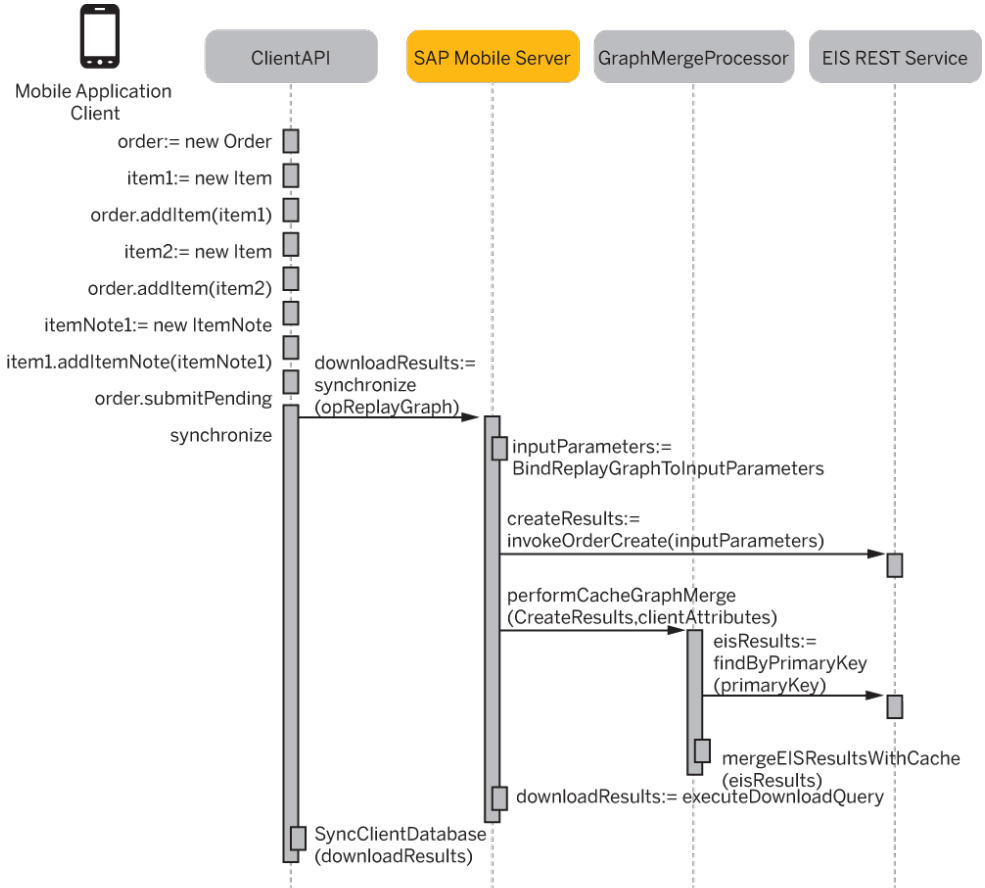 ClientAPI
SAP Mobile Server
GraphMergeProcessor
EIS REST Service
Mobile Application
Client
order:= new Order
item1:= new Item
order.addItem(item1)
item2:= new Item
order.addItem(item2)
itemNote1:= new ItemNote
item1.addItemNote(itemNote1)
order.submitPending
synchronize
downloadResults:=
synchronize
(opReplayGraph)
inputParameters:=
BindReplayGraphToInputParameters
createResults:=
invokeOrderCreate(inputParameters)
performCacheGraphMerge
(CreateResults,clientAttributes)
eisResults:=
findByPrimaryKey
(primaryKey)
mergeEISResultsWithCache
(eisResults)
downloadResults:= executeDownloadQuery
SyncClientDatabase
(downloadResults)